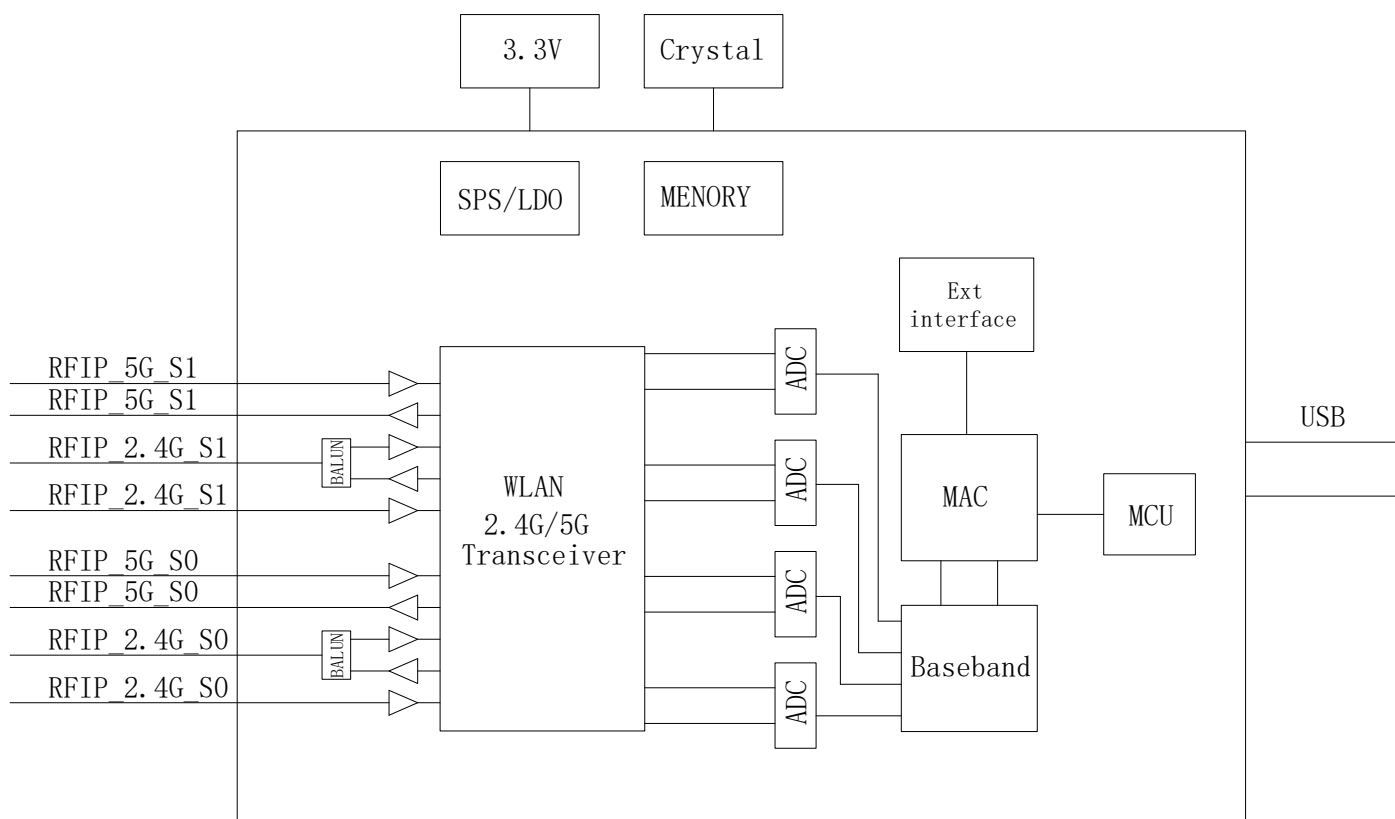 3.3V
Crystal
SPS/LDO
MENORY
Ext
interface
RFIP_5G_S1
RFIP_5G_S1
RFIP_2.4G_S1
RFIP_2.4G_S1
BALUN
RFIP_5G_S0
RFIP_5G_S0
RFIP_2.4G_S0
RFIP_2.4G_S0
BALUN
WLAN
2.4G/5G
Transceiver
ADC
ADC
ADC
ADC
MAC
MCU
Baseband
USB